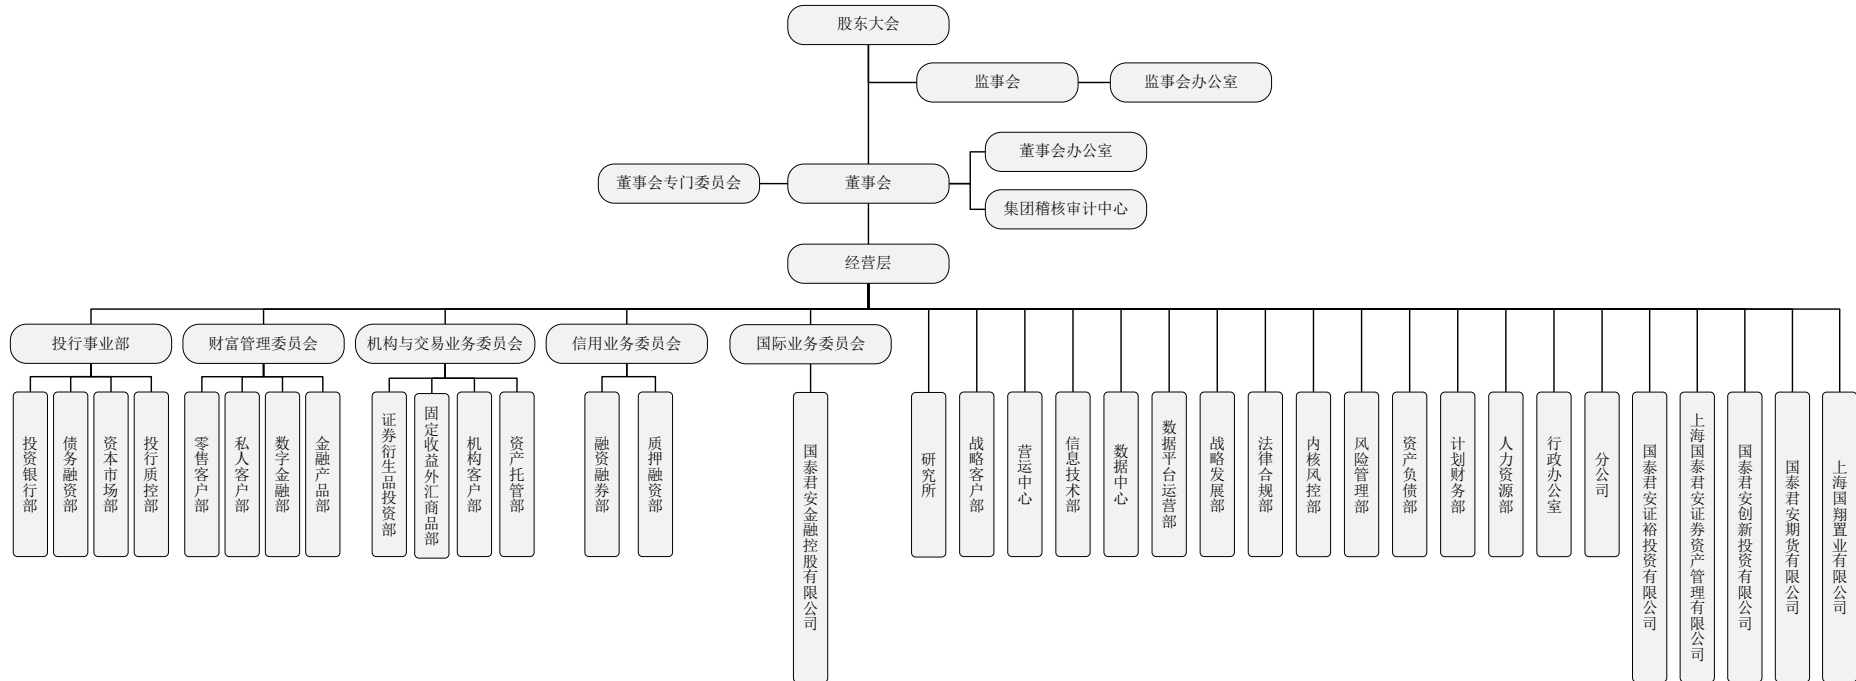 股东大会
监事会
监事会办公室
董事会办公室
董事会专门委员会
董事会
集团稽核审计中心
经营层
投行事业部
财富管理委员会
机构与交易业务委员会
信用业务委员会
国际业务委员会
投资银行部
债务融资部
资本市场部
投行质控部
零售客户部
私人客户部
数字金融部
金融产品部
证券衍生品投资部
固定收益外汇商品部
机构客户部
资产托管部
融资融券部
质押融资部
国泰君安金融控股有限公司
研究所
战略客户部
营运中心
信息技术部
数据中心
数据平台运营部
战略发展部
法律合规部
内核风控部
风险管理部
资产负债部
计划财务部
人力资源部
行政办公室
分公司
国泰君安证裕投资有限公司
上海国泰君安证券资产管理有限公司
国泰君安创新投资有限公司
国泰君安期货有限公司
上海国翔置业有限公司